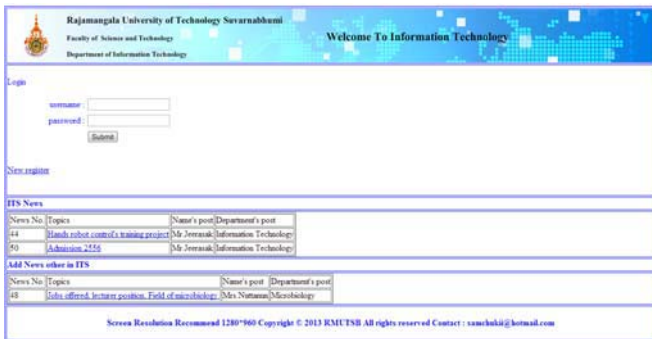 Rajamangala University of Technology Suvarnabhumi
Faculty of Science and Technology
Department of Information Technology
Welcome To Information Technology
Login
username :
password :
Submit
New register
ITS News
News No. Topics Name's post Department's post
44 Hands robot control's training project Mr.Jeerasak Information Technology
50 Admission 2556 Mr.Jeerasak Information Technology
Add News other in ITS
News No. Topics Name's post Department's post
48 Jobs offered, lecturer position, Field of microbiology Mrs. Microbiology
Screen Resolution Recommend 1280*960 Copyright © 2013 RMUTSB All rights reserved Contact : samchukii@hotmail.com